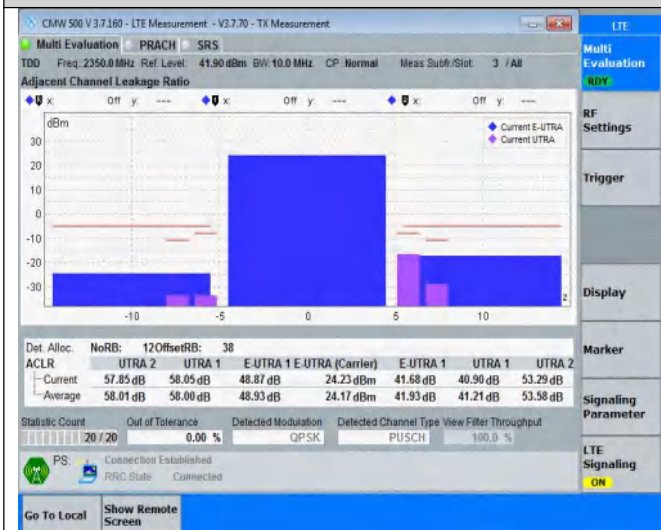 CMW 500 V 3.7.160 - LTE Measurement - V3.7.70 - TX Measurement
LTE
Multi Evaluation PRACH SRS
Multi Evaluation
RDY
TDD Freq.:2350.0 MHz Ref. Level: 41.90 dBm BW:10.0 MHz CP: Normal Meas Subfr./Slot: 3 / All
Adjacent Channel Leakage Ratio
x: Off y: --- x: Off y: --- x: Off y: ---
dBm
Current E-UTRA
Current UTRA
RF Settings
30
20
Trigger
10
0
-10
-20
-30
z
Display
-10 -5 0 5 10
Det. Alloc. NoRB: 12OffsetRB: 38
Marker
ACLR UTRA 2 UTRA 1 E-UTRA 1 E-UTRA (Carrier) E-UTRA 1 UTRA 1 UTRA 2
Current 57.85 dB 58.05 dB 48.87 dB 24.23 dBm 41.68 dB 40.90 dB 53.29 dB
Average 58.01 dB 58.00 dB 48.93 dB 24.17 dBm 41.93 dB 41.21 dB 53.58 dB
Signaling Parameter
Statistic Count Out of Tolerance Detected Modulation Detected Channel Type View Filter Throughput
20 / 20 0.00 % QPSK PUSCH 100.0 %
PS: Connection Established
RRC State Connected
LTE Signaling
ON
Go To Local
Show Remote Screen